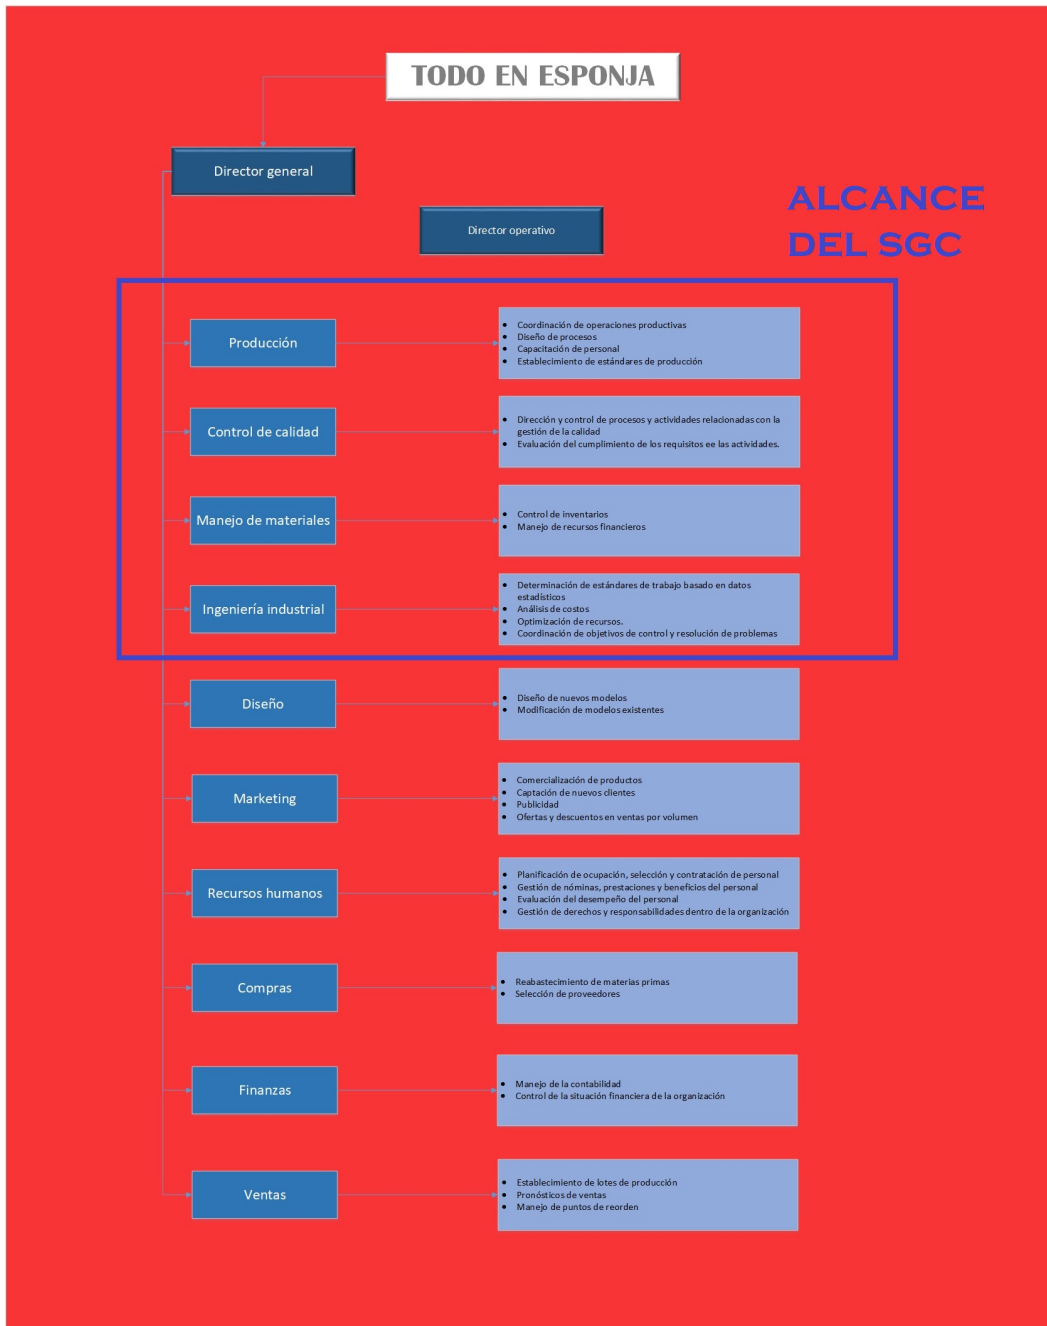 TODO EN ESPONJA
Director general
ALCANCE
DEL SGC
Director operativo
Producción
• Coordinación de operaciones productivas
• Diseño de procesos
• Capacitación de personal
• Establecimiento de estándares de producción
Control de calidad
• Dirección y control de procesos y actividades relacionadas con la
gestión de la calidad
• Evaluación del cumplimiento de los requisitos ee las actividades.
Manejo de materiales
• Control de inventarios
• Manejo de recursos financieros
Ingeniería industrial
• Determinación de estándares de trabajo basado en datos
estadísticos
• Análisis de costos
• Optimización de recursos.
• Coordinación de objetivos de control y resolución de problemas
Diseño
• Diseño de nuevos modelos
• Modificación de modelos existentes
Marketing
• Comercialización de productos
• Captación de nuevos clientes
• Publicidad
• Ofertas y descuentos en ventas por volumen
Recursos humanos
• Planificación de ocupación, selección y contratación de personal
• Gestión de nóminas, prestaciones y beneficios del personal
• Evaluación del desempeño del personal
• Gestión de derechos y responsabilidades dentro de la organización
Compras
• Reabastecimiento de materias primas
• Selección de proveedores
Finanzas
• Manejo de la contabilidad
• Control de la situación financiera de la organización
Ventas
• Establecimiento de lotes de producción
• Pronósticos de ventas
• Manejo de puntos de reorden